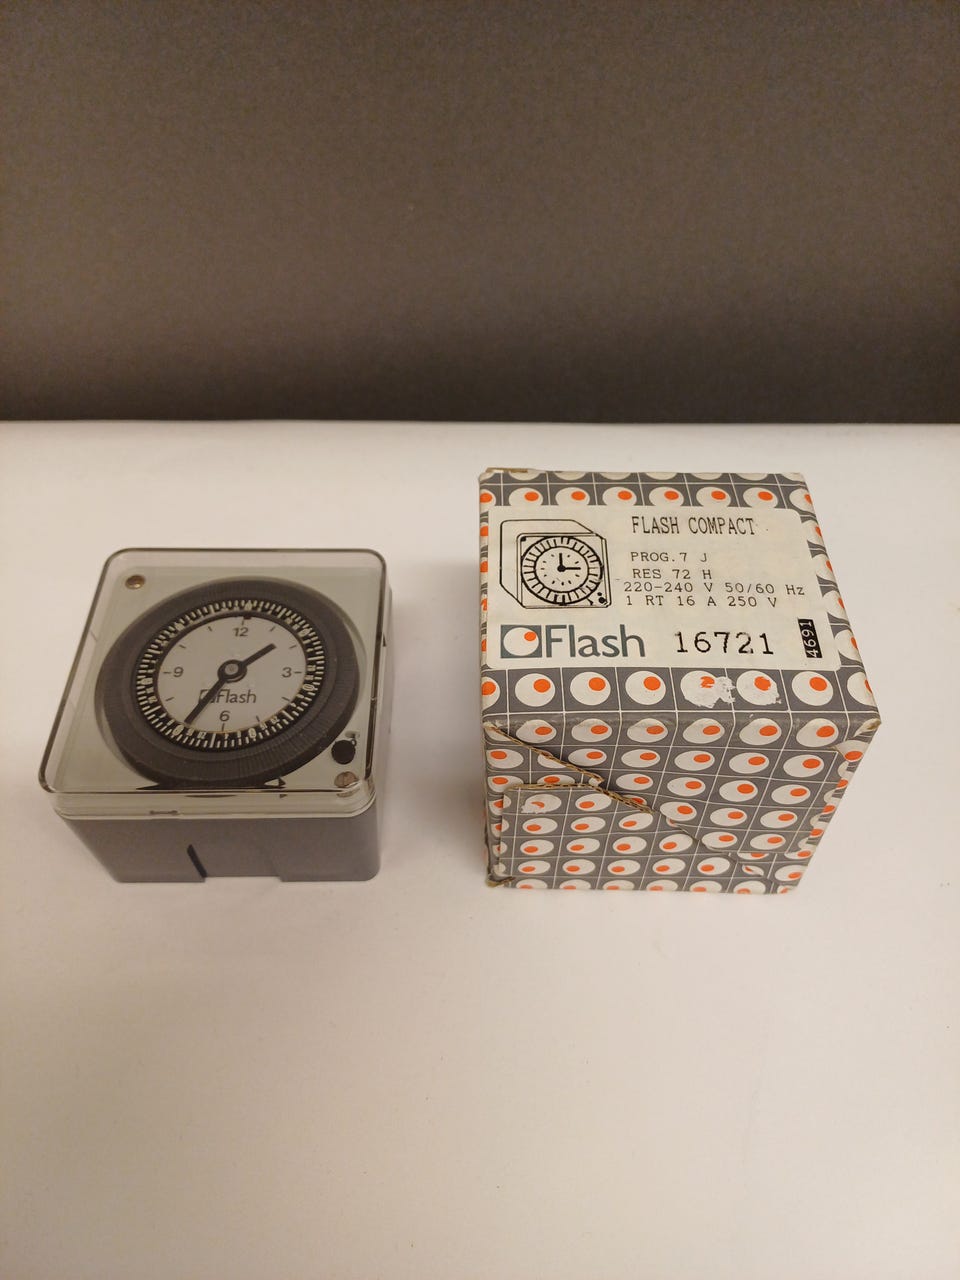 12
9
3
Flash
6
FLASH COMPACT
PROG.7 J
RES 72 H
220-240 V 50/60 Hz
1 RT 16 A 250 V
Flash 16721
4691